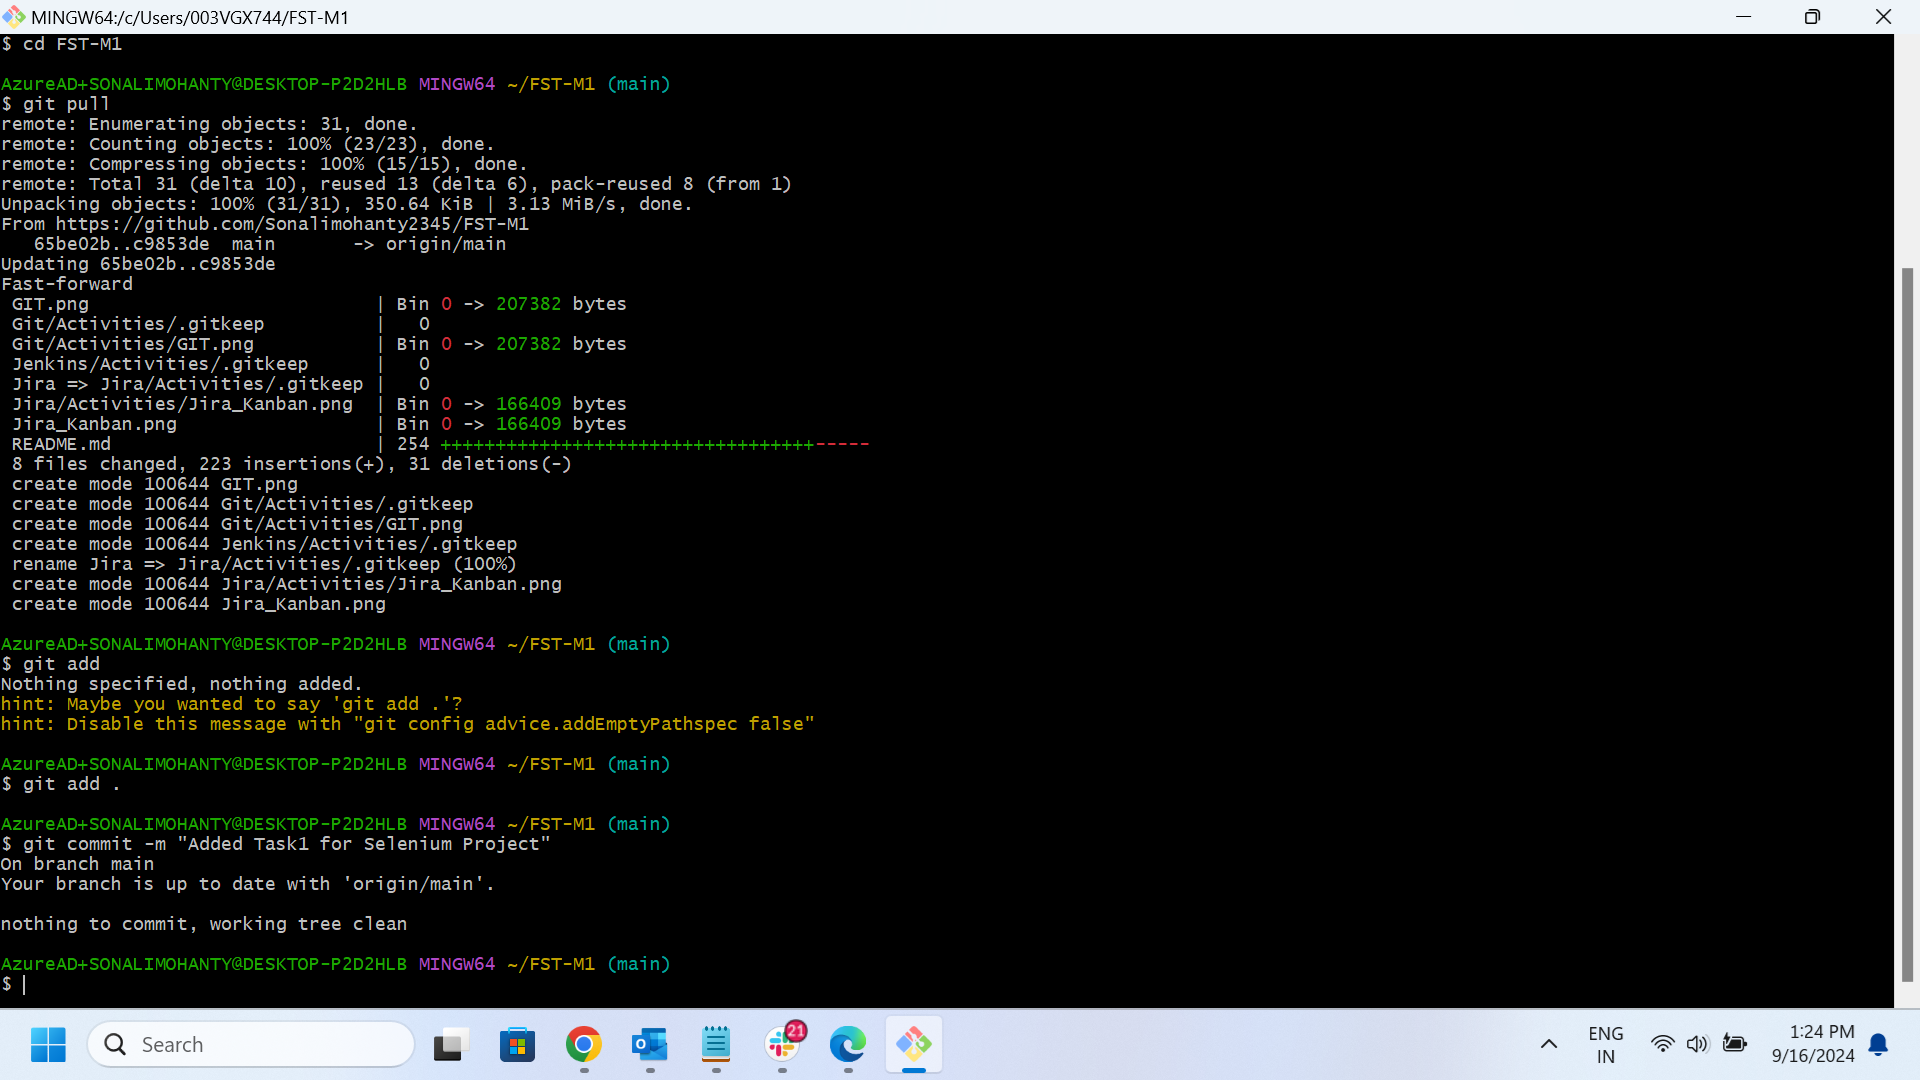 MINGW64:/c/Users/003VGX744/FST-M1
$ cd FST-M1
AzureAD+SONALIMOHANTY@DESKTOP-P2D2HLB MINGW64 ~/FST-M1 (main)
$ git pull
remote: Enumerating objects: 31, done.
remote: Counting objects: 100% (23/23), done.
remote: Compressing objects: 100% (15/15), done.
remote: Total 31 (delta 10), reused 13 (delta 6), pack-reused 8 (from 1)
Unpacking objects: 100% (31/31), 350.64 KiB | 3.13 MiB/s, done.
From https://github.com/Sonalimohanty2345/FST-M1
   65be02b..c9853de  main       -> origin/main
Updating 65be02b..c9853de
Fast-forward
 GIT.png                          | Bin 0 -> 207382 bytes
 Git/Activities/.gitkeep          |   0
 Git/Activities/GIT.png           | Bin 0 -> 207382 bytes
 Jenkins/Activities/.gitkeep      |   0
 Jira => Jira/Activities/.gitkeep |   0
 Jira/Activities/Jira_Kanban.png  | Bin 0 -> 166409 bytes
 Jira_Kanban.png                  | Bin 0 -> 166409 bytes
 README.md                        | 254 ++++++++++++++++++++++++++++++++++-----
 8 files changed, 223 insertions(+), 31 deletions(-)
 create mode 100644 GIT.png
 create mode 100644 Git/Activities/.gitkeep
 create mode 100644 Git/Activities/GIT.png
 create mode 100644 Jenkins/Activities/.gitkeep
 rename Jira => Jira/Activities/.gitkeep (100%)
 create mode 100644 Jira/Activities/Jira_Kanban.png
 create mode 100644 Jira_Kanban.png
AzureAD+SONALIMOHANTY@DESKTOP-P2D2HLB MINGW64 ~/FST-M1 (main)
$ git add
Nothing specified, nothing added.
hint: Maybe you wanted to say 'git add .'?
hint: Disable this message with "git config advice.addEmptyPathspec false"
AzureAD+SONALIMOHANTY@DESKTOP-P2D2HLB MINGW64 ~/FST-M1 (main)
$ git add .
AzureAD+SONALIMOHANTY@DESKTOP-P2D2HLB MINGW64 ~/FST-M1 (main)
$ git commit -m "Added Task1 for Selenium Project"
On branch main
Your branch is up to date with 'origin/main'.
nothing to commit, working tree clean
AzureAD+SONALIMOHANTY@DESKTOP-P2D2HLB MINGW64 ~/FST-M1 (main)
$
Search
21
ENG
IN
1:24 PM
9/16/2024